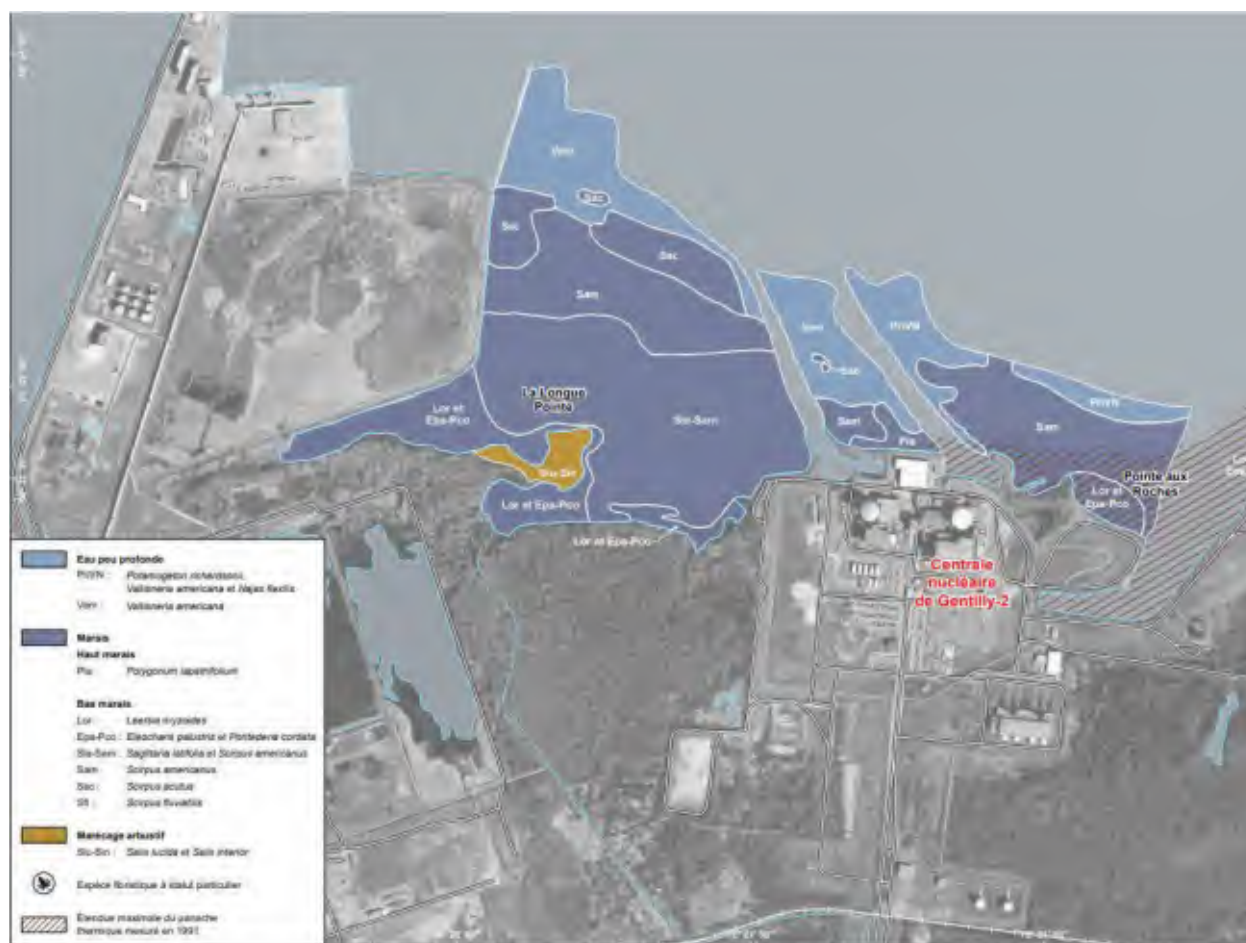 Vam
Sac
Sac
Sac
Sam
Vam
PriVN
Sac
Sam
Pla
PriVN
Sam
La Longue
Pointe
Lor et
Epa-Pco
Sla-Sam
Slu-Sin
Lor et Epa-Pco
Lor et Epa-Pco
Pointe aux
Roches
Lor et
Epa-Pco
Centrale
nucléaire
de Gentilly-2
Eau peu profonde
PriVN : Potamogeton richardsonii,
Vallisneria americana et Najas flexilis
Vam : Vallisneria americana
Marais
Haut marais
Pla : Polygonum lapathifolium
Bas marais
Lor : Leersia oryzoides
Epa-Pco : Eleocharis palustris et Pontederia cordata
Sla-Sam : Sagittaria latifolia et Scirpus americanus
Sam : Scirpus americanus
Sac : Scirpus acutus
Sfl : Scirpus fluviatilis
Marécage arbustif
Slu-Sin : Salix lucida et Salix interior
Espèce floristique à statut particulier
Étendue maximale du panache
thermique mesuré en 1991